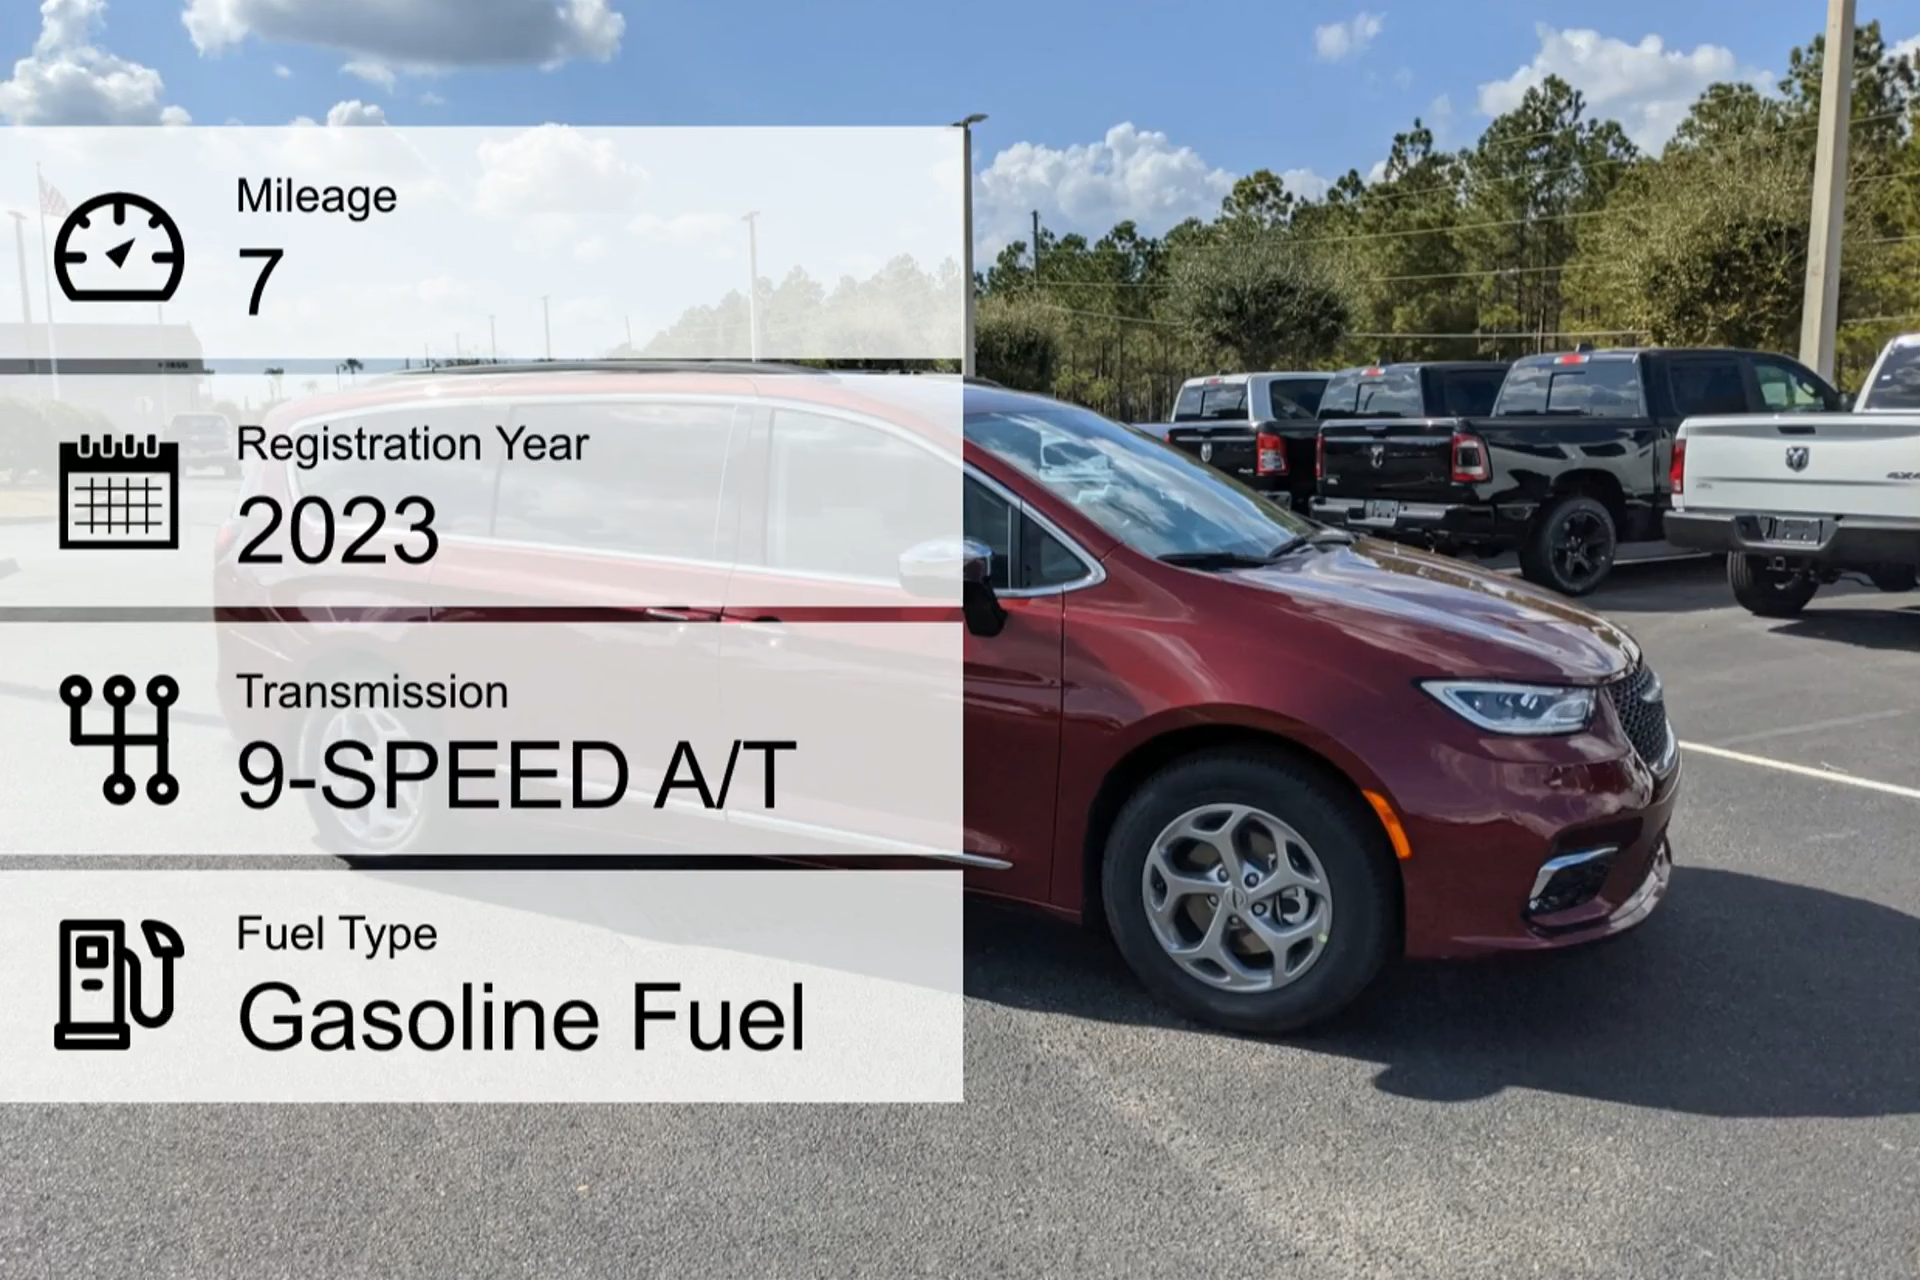 Mileage
7
Registration Year
2023
Transmission
9-SPEED A/T
Fuel Type
Gasoline Fuel